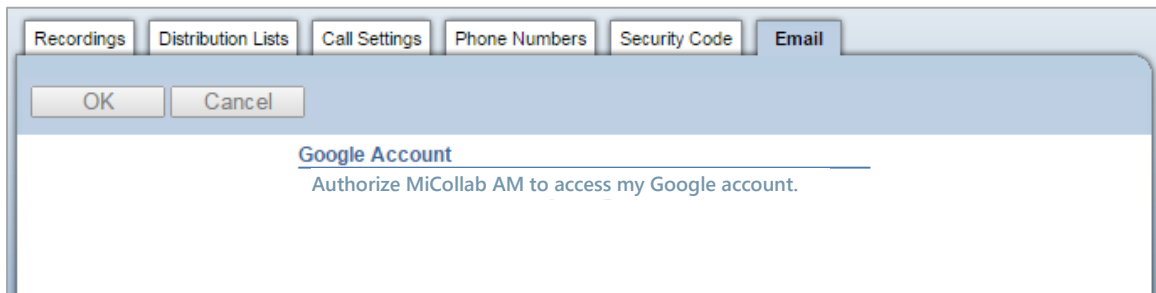 Recordings Distribution Lists Call Settings Phone Numbers Security Code Email
OK Cancel
Google Account
Authorize MiCollab AM to access my Google account.